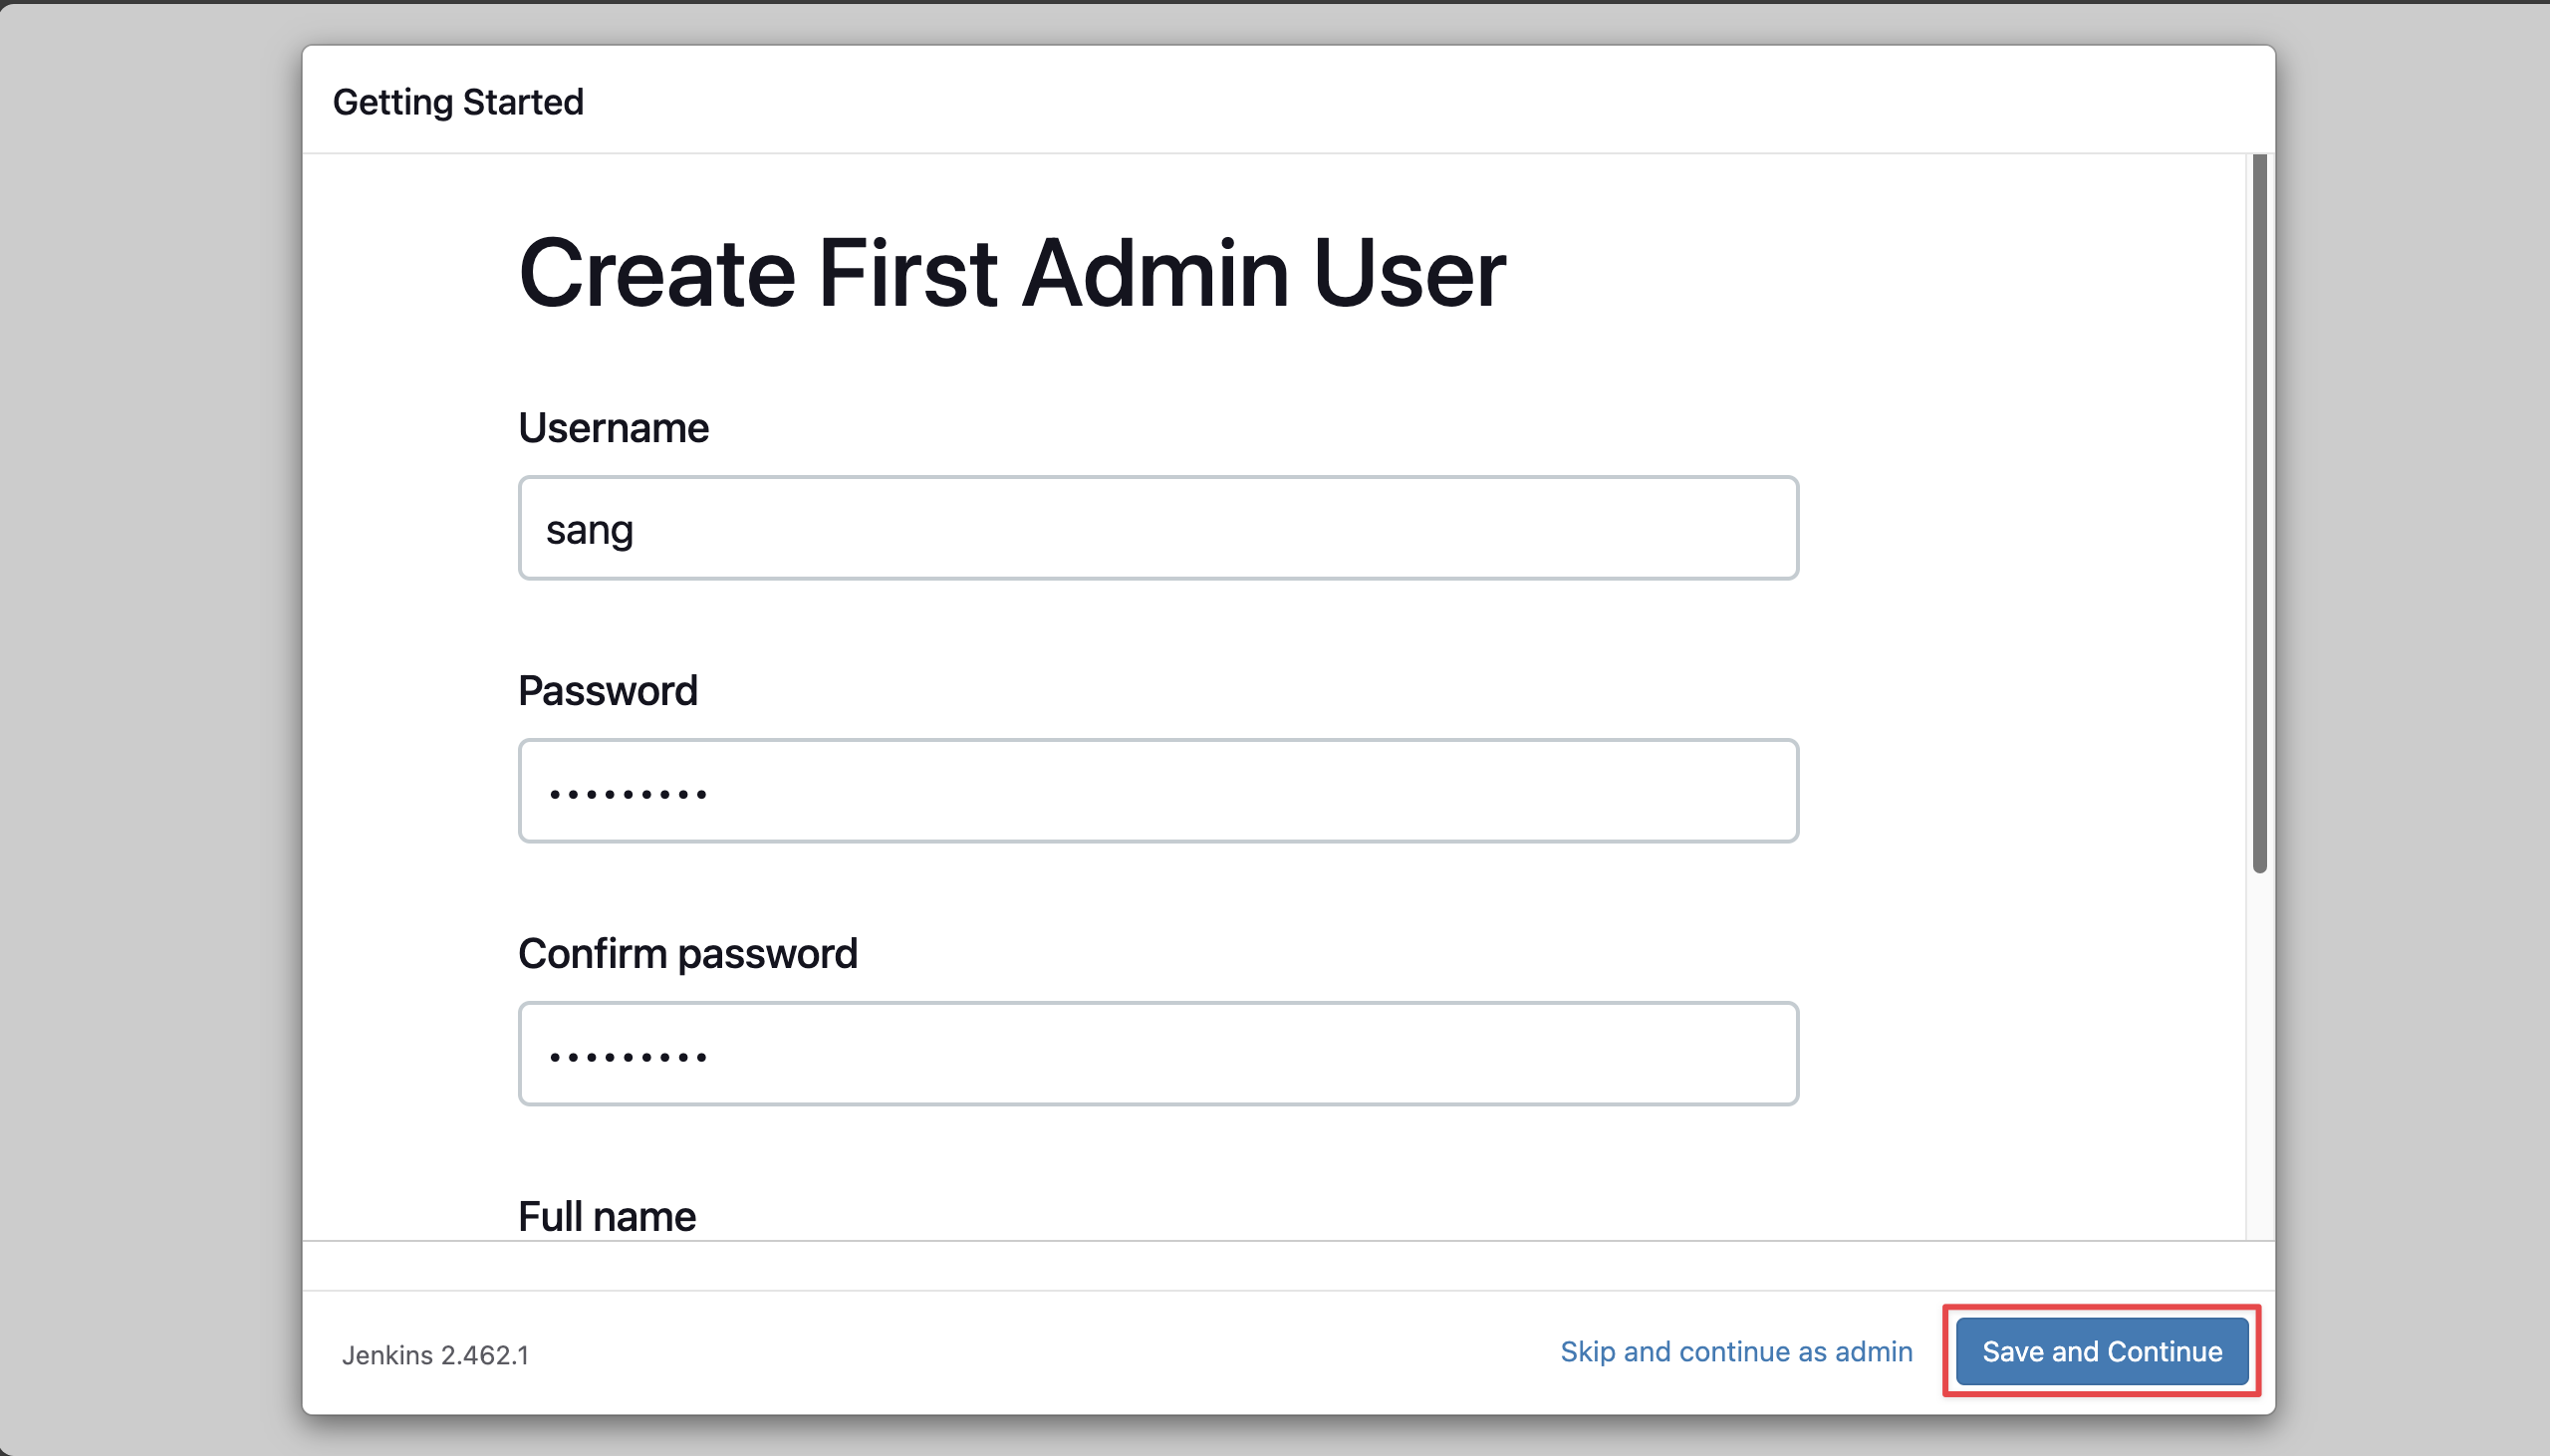 Getting Started
Create First Admin User
Username
sang
Password
•••••••••
Confirm password
•••••••••
Full name
Jenkins 2.462.1
Skip and continue as admin
Save and Continue